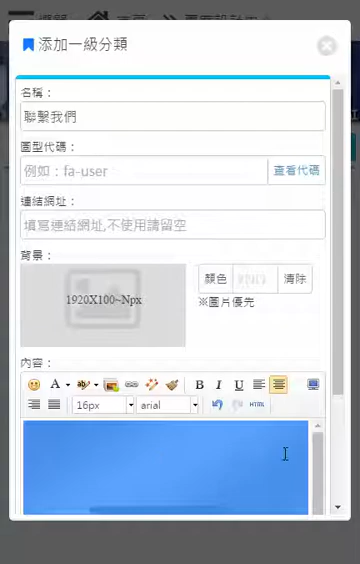 添加一級分類
名稱：
聯繫我們
圖型代碼：
例如：fa-user 查看代碼
連結網址：
填寫連結網址,不使用請留空
背景：
1920X100~Npx
顏色 清除
※圖片優先
內容：
A ab B I U
16px arial HTML